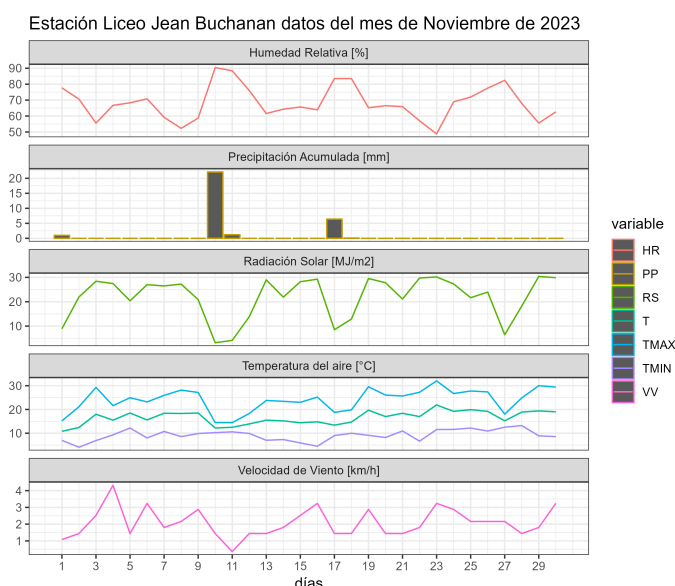 Estación Liceo Jean Buchanan datos del mes de Noviembre de 2023
Humedad Relativa [%]
90
80
70
60
50
Precipitación Acumulada [mm]
20
15
10
5
0
Radiación Solar [MJ/m2]
30
20
10
Temperatura del aire [°C]
30
20
10
Velocidad de Viento [km/h]
4
3
2
1
1 3 5 7 9 11 13 15 17 19 21 23 25 27 29
días
variable
HR
PP
RS
T
TMAX
TMIN
VV